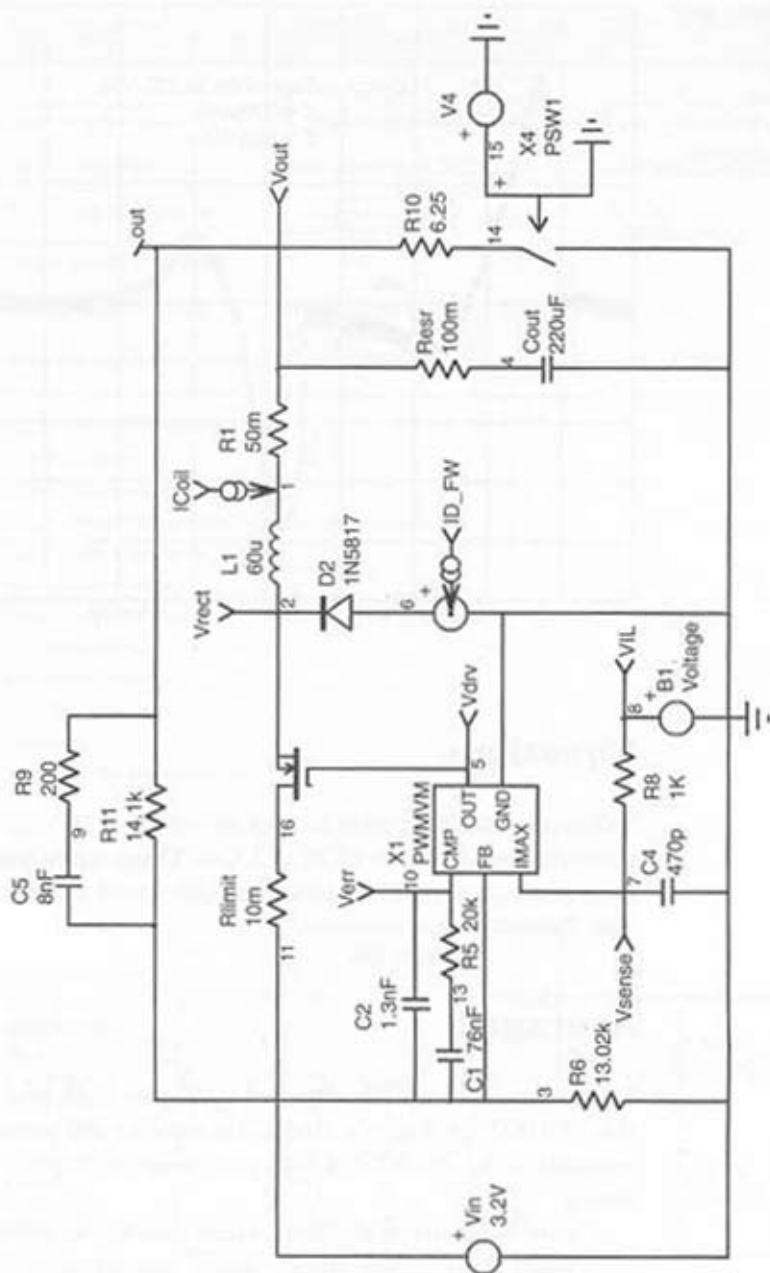 C5
8nF
9
R9
200
R11
14.1k
out
Vout
Vrect
ICoil
11
Rlimit
10m
16
2
L1
60u
1
R1
50m
D2
1N5817
6
+
ID_FW
Resr
100m
4
Cout
220uF
R10
6.25
14
15
+
+
V4
X4
PSW1
Verr
10
X1
PWMVM
CMP
OUT
FB
GND
IMAX
5
Vdrv
C2
1.3nF
R5
20k
13
C1
76nF
3
R6
13.02k
Vsense
7
C4
470p
R8
1K
8
VIL
+
B1
Voltage
+
Vin
3.2V